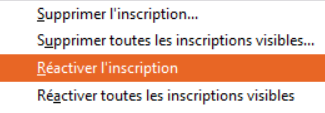 Supprimer l'inscription...
Supprimer toutes les inscriptions visibles...
Réactiver l'inscription
Réactiver toutes les inscriptions visibles